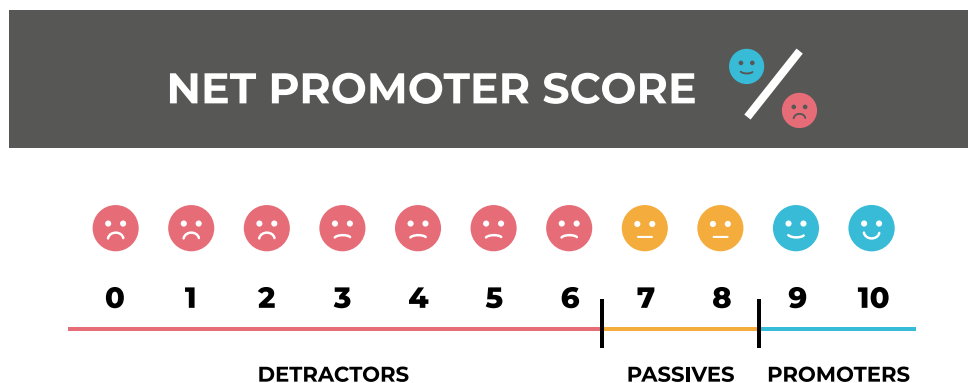 NET PROMOTER SCORE
0 1 2 3 4 5 6 7 8 9 10
DETRACTORS PASSIVES PROMOTERS